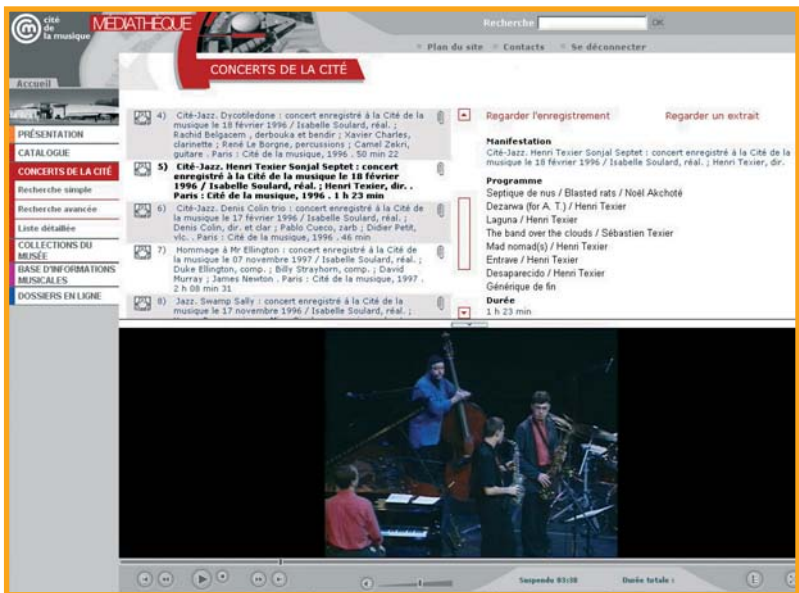 cité
de
la musique
MÉDIATHÈQUE
Recherche
OK
Plan du site
Contacts
Se déconnecter
CONCERTS DE LA CITÉ
Accueil
PRÉSENTATION
CATALOGUE
CONCERTS DE LA CITÉ
Recherche simple
Recherche avancée
Liste détaillée
COLLECTIONS DU
MUSÉE
BASE D'INFORMATIONS
MUSICALES
DOSSIERS EN LIGNE
4) Cité-Jazz. Dycotiledone : concert enregistré à la Cité de la
musique le 18 février 1996 / Isabelle Soulard, réal. ;
Rachid Belgacem , derbouka et bendir ; Xavier Charles,
clarinette ; René Le Borgne, percussions ; Camel Zekri,
guitare . Paris : Cité de la musique, 1996 . 50 min 22
5) Cité-Jazz. Henri Texier Sonjal Septet : concert
enregistré à la Cité de la musique le 18 février
1996 / Isabelle Soulard, réal. ; Henri Texier, dir. .
Paris : Cité de la musique, 1996 . 1 h 23 min
6) Cité-Jazz. Denis Colin trio : concert enregistré à la Cité de
la musique le 17 février 1996 / Isabelle Soulard, réal. ;
Denis Colin, dir. et clar ; Pablo Cueco, zarb ; Didier Petit,
vlc. . Paris : Cité de la musique, 1996 . 46 min
7) Hommage à Mr Ellington : concert enregistré à la Cité de
la musique le 07 novembre 1997 / Isabelle Soulard, réal. ;
Duke Ellington, comp. ; Billy Strayhorn, comp. ; David
Murray ; James Newton . Paris : Cité de la musique, 1997 .
2 h 08 min 31
8) Jazz. Swamp Sally : concert enregistré à la Cité de la
musique le 17 novembre 1996 / Isabelle Soulard, réal. ;
Regarder l'enregistrement
Regarder un extrait
Manifestation
Cité-Jazz. Henri Texier Sonjal Septet : concert enregistré à la Cité de la
musique le 18 février 1996 / Isabelle Soulard, réal. ; Henri Texier, dir.
Programme
Septique de nus / Blasted rats / Noël Akchoté
Dezarwa (for A. T.) / Henri Texier
Laguna / Henri Texier
The band over the clouds / Sébastien Texier
Mad nomad(s) / Henri Texier
Entrave / Henri Texier
Desaparecido / Henri Texier
Générique de fin
Durée
1 h 23 min
Suspendu 03:38
Durée totale :